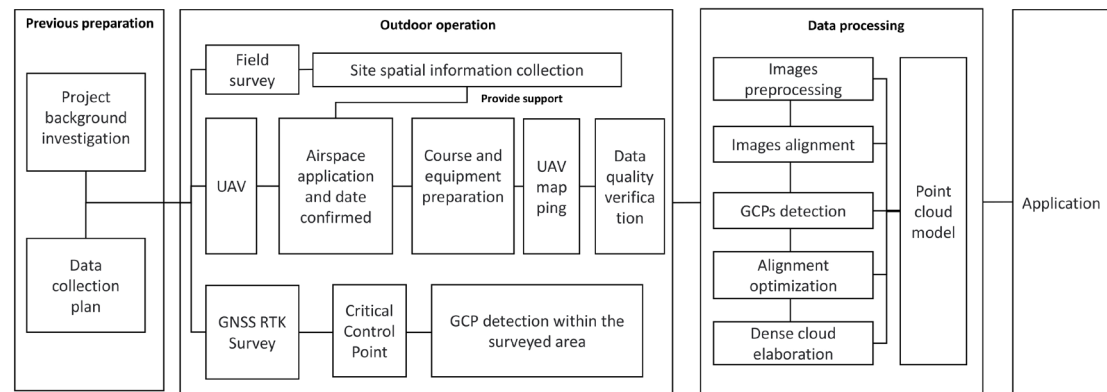 Previous preparation
Project
background
investigation
Data
collection
plan
Outdoor operation
Field
survey
Site spatial information collection
Provide support
UAV
Airspace
application
and date
confirmed
Course and
equipment
preparation
UAV
map
ping
Data
quality
verifica
tion
GNSS RTK
Survey
Critical
Control
Point
GCP detection within the
surveyed area
Data processing
Images
preprocessing
Images alignment
GCPs detection
Alignment
optimization
Dense cloud
elaboration
Point
cloud
model
Application